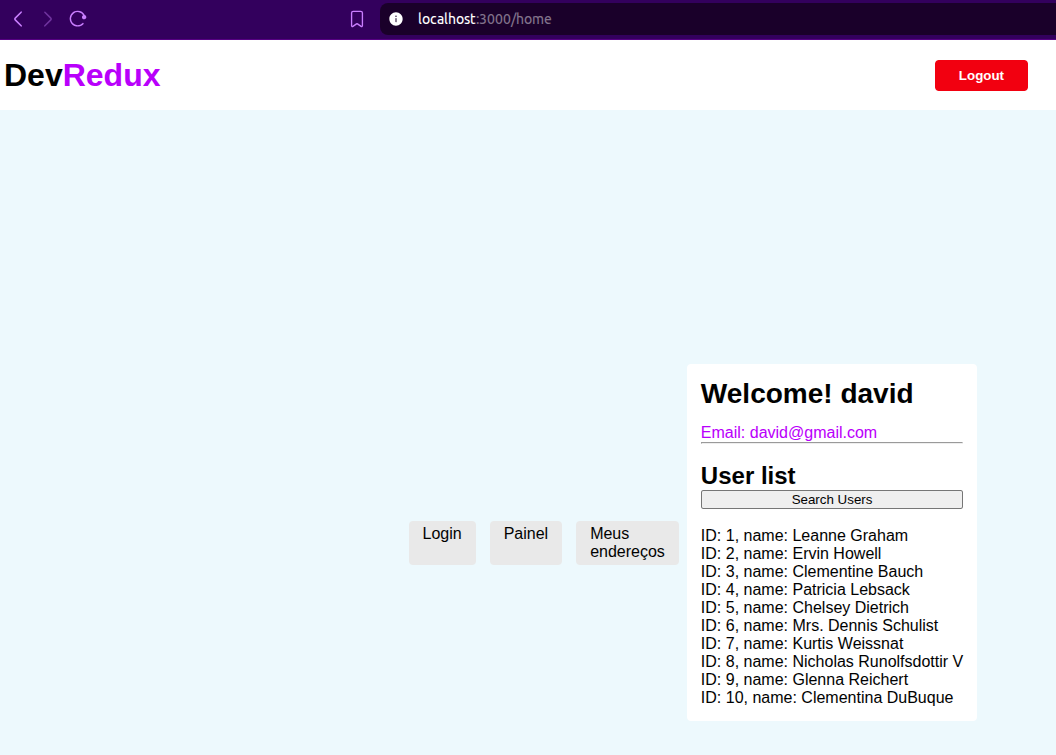 localhost:3000/home
DevRedux
Logout
Welcome! david
Email: david@gmail.com
User list
Search Users
Login
Painel
Meus
endereços
ID: 1, name: Leanne Graham
ID: 2, name: Ervin Howell
ID: 3, name: Clementine Bauch
ID: 4, name: Patricia Lebsack
ID: 5, name: Chelsey Dietrich
ID: 6, name: Mrs. Dennis Schulist
ID: 7, name: Kurtis Weissnat
ID: 8, name: Nicholas Runolfsdottir V
ID: 9, name: Glenna Reichert
ID: 10, name: Clementina DuBuque